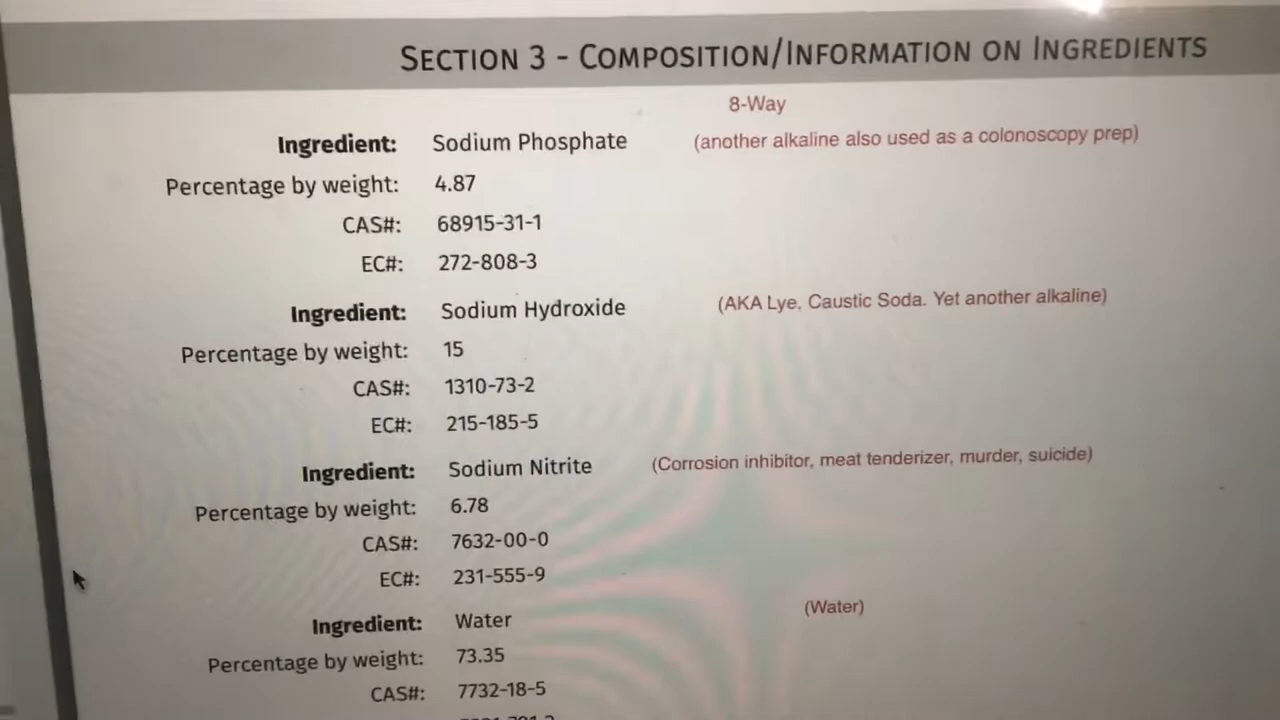 SECTION 3 - COMPOSITION/INFORMATION ON INGREDIENTS
8-Way
Ingredient: Sodium Phosphate (another alkaline also used as a colonoscopy prep)
Percentage by weight: 4.87
CAS#: 68915-31-1
EC#: 272-808-3
Ingredient: Sodium Hydroxide (AKA Lye, Caustic Soda. Yet another alkaline)
Percentage by weight: 15
CAS#: 1310-73-2
EC#: 215-185-5
Ingredient: Sodium Nitrite (Corrosion inhibitor, meat tenderizer, murder, suicide)
Percentage by weight: 6.78
CAS#: 7632-00-0
EC#: 231-555-9
Ingredient: Water (Water)
Percentage by weight: 73.35
CAS#: 7732-18-5